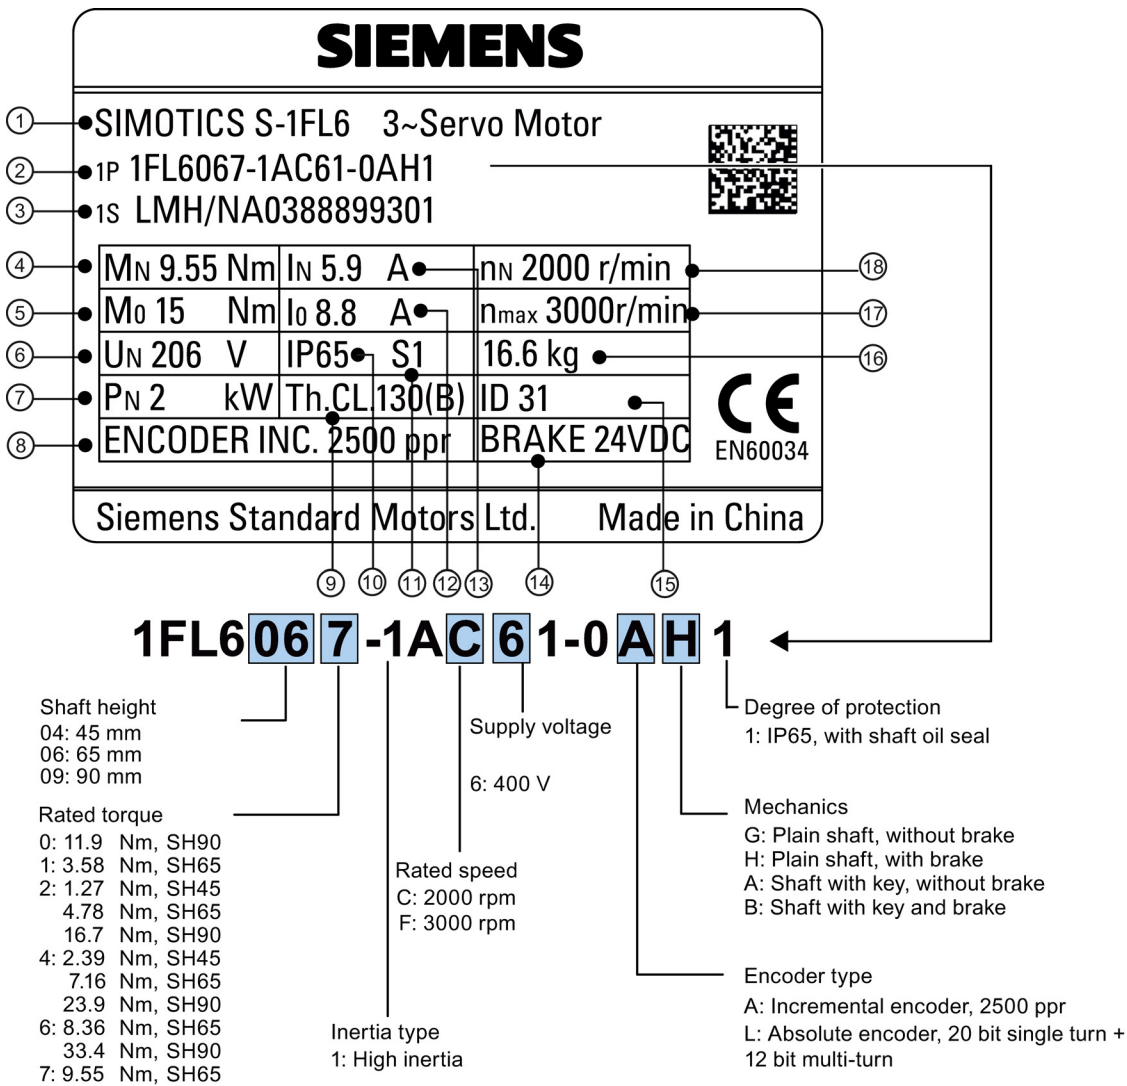 SIEMENS
① SIMOTICS S-1FL6 3~Servo Motor
② 1P 1FL6067-1AC61-0AH1
③ 1S LMH/NA0388899301
④ MN 9.55 Nm IN 5.9 A nN 2000 r/min ⑱
⑤ M0 15 Nm I0 8.8 A nmax 3000r/min ⑰
⑥ UN 206 V IP65 S1 16.6 kg ⑯
⑦ PN 2 kW Th.CL.130(B) ID 31
⑧ ENCODER INC. 2500 ppr BRAKE 24VDC
EN60034
Siemens Standard Motors Ltd. Made in China
⑨ ⑩ ⑪ ⑫ ⑬ ⑭ ⑮
1FL6 06 7 -1A C 6 1-0 A H 1
Shaft height
04: 45 mm
06: 65 mm
09: 90 mm
Rated torque
0: 11.9 Nm, SH90
1: 3.58 Nm, SH65
2: 1.27 Nm, SH45
4.78 Nm, SH65
16.7 Nm, SH90
4: 2.39 Nm, SH45
7.16 Nm, SH65
23.9 Nm, SH90
6: 8.36 Nm, SH65
33.4 Nm, SH90
7: 9.55 Nm, SH65
Inertia type
1: High inertia
Rated speed
C: 2000 rpm
F: 3000 rpm
Supply voltage
6: 400 V
Degree of protection
1: IP65, with shaft oil seal
Mechanics
G: Plain shaft, without brake
H: Plain shaft, with brake
A: Shaft with key, without brake
B: Shaft with key and brake
Encoder type
A: Incremental encoder, 2500 ppr
L: Absolute encoder, 20 bit single turn +
12 bit multi-turn